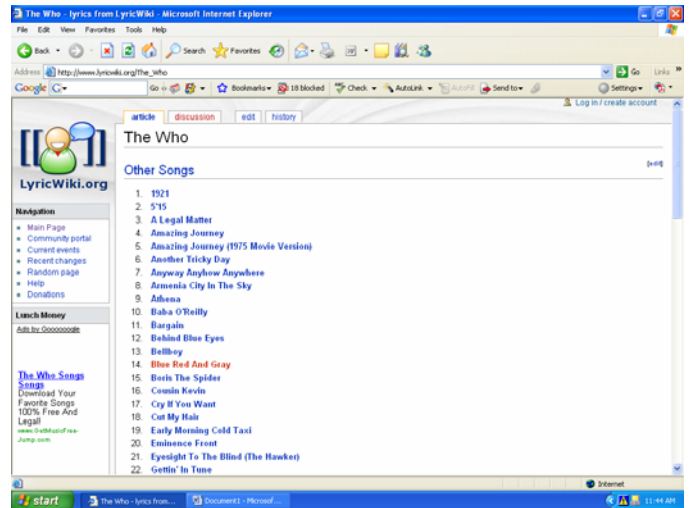 The Who - lyrics from LyricWiki - Microsoft Internet Explorer
File Edit View Favorites Tools Help
Back Search Favorites
Address http://www.lyricwiki.org/The_Who Go Links
Google G Go Bookmarks 18 blocked Check AutoLink AutoFill Send to Settings
Log in / create account
article discussion edit history
The Who
[[ ]]
LyricWiki.org
Other Songs [edit]
1. 1921
2. 5'15
3. A Legal Matter
4. Amazing Journey
5. Amazing Journey (1975 Movie Version)
6. Another Tricky Day
7. Anyway Anyhow Anywhere
8. Armenia City In The Sky
9. Athena
10. Baba O'Reilly
11. Bargain
12. Behind Blue Eyes
13. Bellboy
14. Blue Red And Gray
15. Boris The Spider
16. Cousin Kevin
17. Cry If You Want
18. Cut My Hair
19. Early Morning Cold Taxi
20. Eminence Front
21. Eyesight To The Blind (The Hawker)
22. Gettin' In Tune
Navigation
Main Page
Community portal
Current events
Recent changes
Random page
Help
Donations
Lunch Money
Ads by Goooooogle
The Who Songs
Songs
Download Your
Favorite Songs
100% Free And
Legal!
www.GetMusicFree-
Jump.com
Internet
start The Who - lyrics from... Document1 - Microsof... 11:44 AM